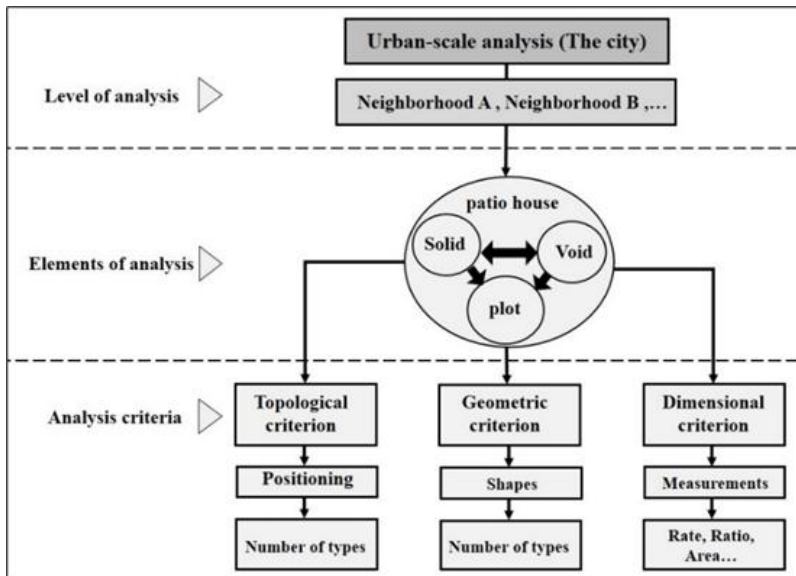 Urban-scale analysis (The city)
Level of analysis
Neighborhood A , Neighborhood B ,...
patio house
Solid
Void
Elements of analysis
plot
Analysis criteria
Topological
criterion
Geometric
criterion
Dimensional
criterion
Positioning
Shapes
Measurements
Number of types
Number of types
Rate, Ratio,
Area...